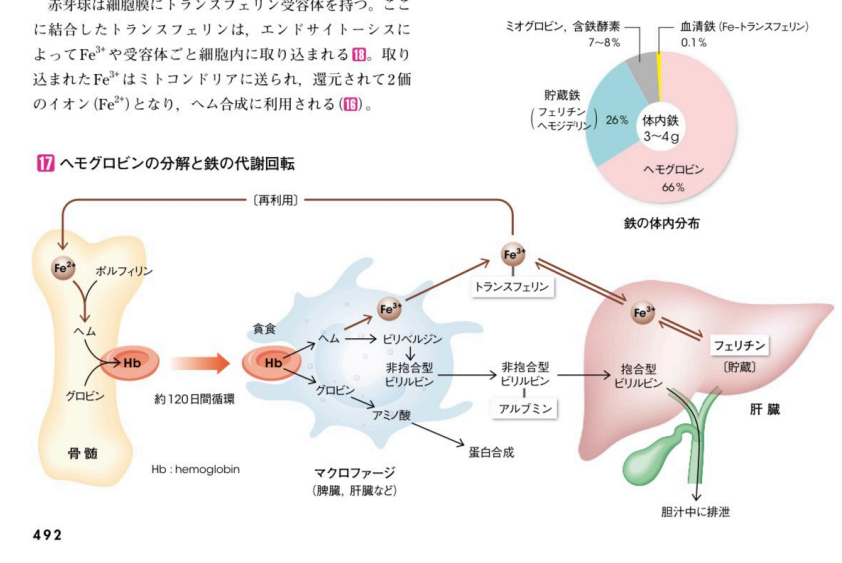 赤芽球は細胞膜にトランスフェリン受容体を持つ。ここ
に結合したトランスフェリンは，エンドサイトーシスに
よってFe³⁺や受容体ごと細胞内に取り込まれる18。取り
込まれたFe³⁺はミトコンドリアに送られ，還元されて2価
のイオン(Fe²⁺)となり，ヘム合成に利用される(16)。
ミオグロビン，含鉄酵素
7〜8%
血清鉄(Fe-トランスフェリン)
0.1%
貯蔵鉄
(フェリチン
ヘモジデリン)
26%
体内鉄
3〜4g
ヘモグロビン
66%
鉄の体内分布
17 ヘモグロビンの分解と鉄の代謝回転
〔再利用〕
Fe²⁺
ポルフィリン
ヘム
Hb
グロビン
骨髄
約120日間循環
Hb : hemoglobin
貪食
Hb
ヘム
Fe³⁺
ビリベルジン
非抱合型
ビリルビン
グロビン
アミノ酸
蛋白合成
マクロファージ
(脾臓，肝臓など)
Fe³⁺
トランスフェリン
非抱合型
ビリルビン
アルブミン
Fe³⁺
フェリチン
〔貯蔵〕
抱合型
ビリルビン
肝臓
胆汁中に排泄
492